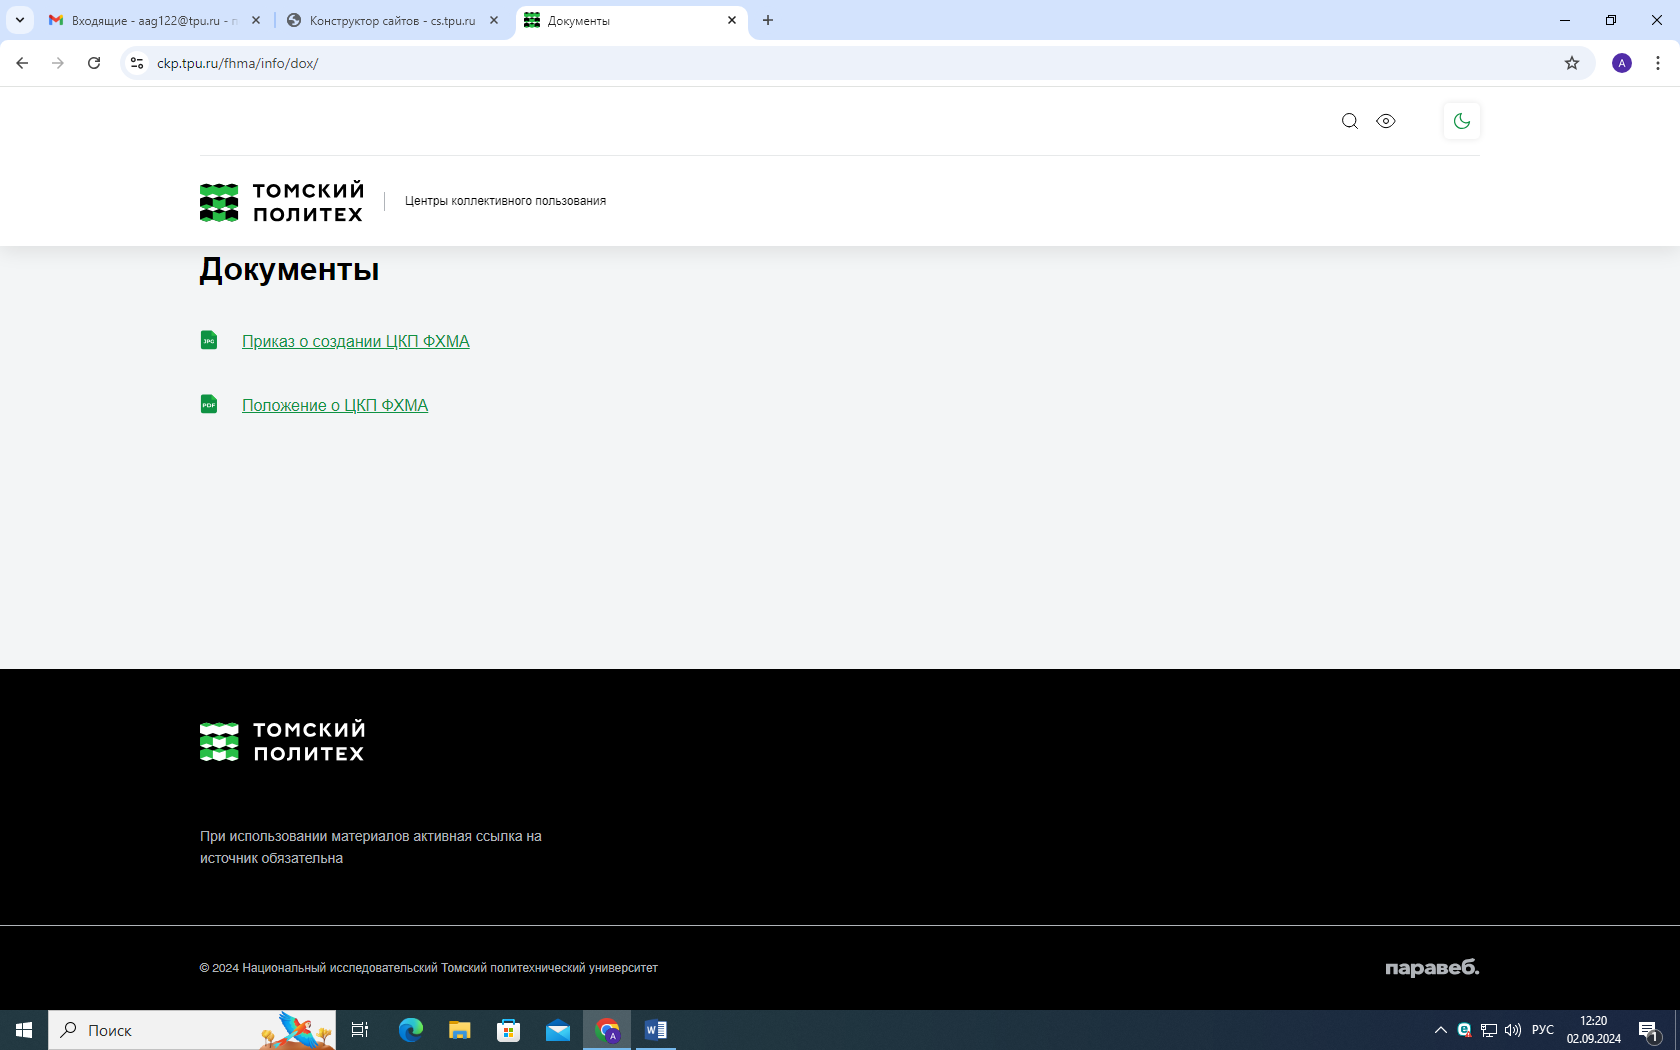 Входящие - aag122@tpu.ru -
Конструктор сайтов - cs.tpu.ru
Документы
ckp.tpu.ru/fhma/info/dox/
A
ТОМСКИЙ
ПОЛИТЕХ
Центры коллективного пользования
Документы
JPG
Приказ о создании ЦКП ФХМА
PDF
Положение о ЦКП ФХМА
ТОМСКИЙ
ПОЛИТЕХ
При использовании материалов активная ссылка на
источник обязательна
© 2024 Национальный исследовательский Томский политехнический университет
паравеб.
Поиск
A
W
РУС
12:20
02.09.2024
1